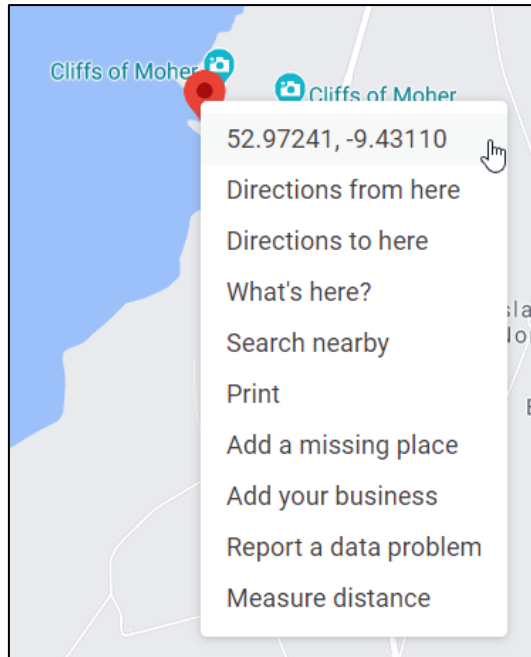 Cliffs of Moher
Cliffs of Moher
52.97241, -9.43110
Directions from here
Directions to here
What's here?
Search nearby
Print
Add a missing place
Add your business
Report a data problem
Measure distance